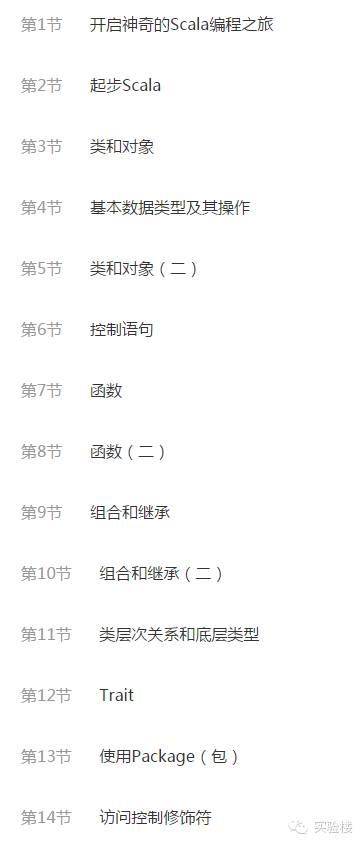 第1节 开启神奇的Scala编程之旅
第2节 起步Scala
第3节 类和对象
第4节 基本数据类型及其操作
第5节 类和对象（二）
第6节 控制语句
第7节 函数
第8节 函数（二）
第9节 组合和继承
第10节 组合和继承（二）
第11节 类层次关系和底层类型
第12节 Trait
第13节 使用Package（包）
第14节 访问控制修饰符
实验楼